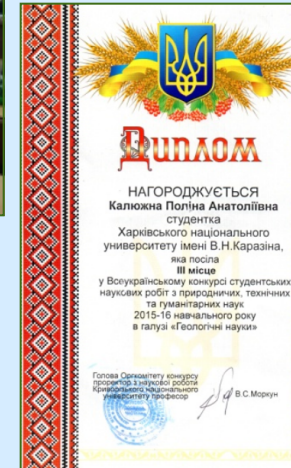 Диплом
НАГОРОДЖУЄТЬСЯ
Калюжна Поліна Анатоліївна
студентка
Харківського національного
університету імені В.Н.Каразіна,
яка посіла
ІІІ місце
у Всеукраїнському конкурсі студентських
наукових робіт з природничих, технічних
та гуманітарних наук
2015-16 навчального року
в галузі «Геологічні науки»
Голова Оргкомітету конкурсу
проректор з наукової роботи
Криворізького національного
університету професор
В.С.Моркун